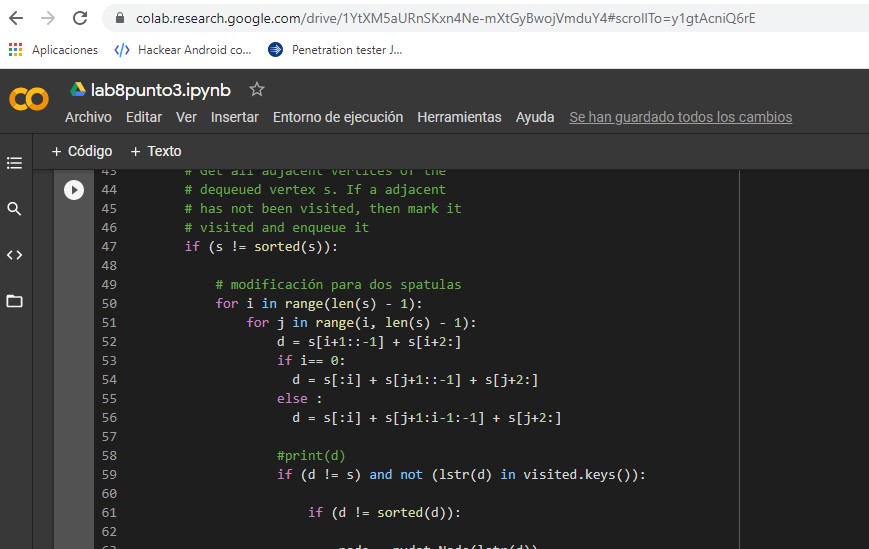 colab.research.google.com/drive/1YtXM5aURnSKxn4Ne-mXtGyBwojVmduY4#scrollTo=y1gtAcniQ6rE
Aplicaciones Hackear Android co... Penetration tester J...
lab8punto3.ipynb
Archivo Editar Ver Insertar Entorno de ejecución Herramientas Ayuda Se han guardado todos los cambios
+ Código + Texto
43 # Get all adjacent vertices of the
44 # dequeued vertex s. If a adjacent
45 # has not been visited, then mark it
46 # visited and enqueue it
47 if (s != sorted(s)):
48
49 # modificación para dos spatulas
50 for i in range(len(s) - 1):
51 for j in range(i, len(s) - 1):
52 d = s[i+1::-1] + s[i+2:]
53 if i== 0:
54 d = s[:i] + s[j+1::-1] + s[j+2:]
55 else :
56 d = s[:i] + s[j+1:i-1:-1] + s[j+2:]
57
58 #print(d)
59 if (d != s) and not (lstr(d) in visited.keys()):
60
61 if (d != sorted(d)):
62